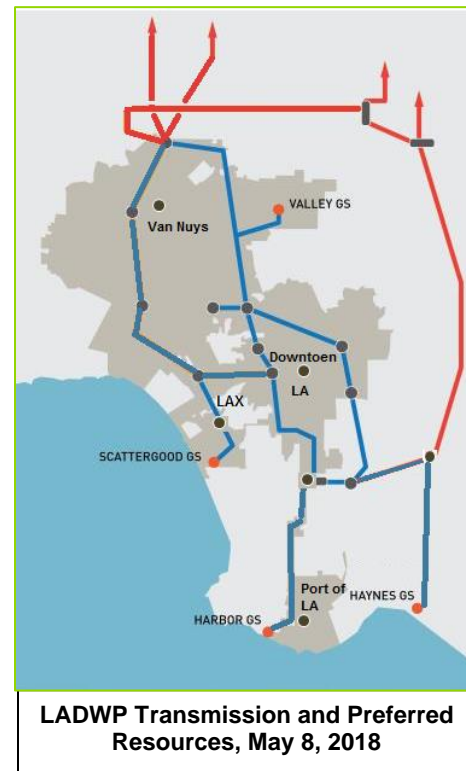 VALLEY GS
Van Nuys
Downtoen
LA
LAX
SCATTERGOOD GS
Port of
LA
HAYNES GS
HARBOR GS
LADWP Transmission and Preferred
Resources, May 8, 2018